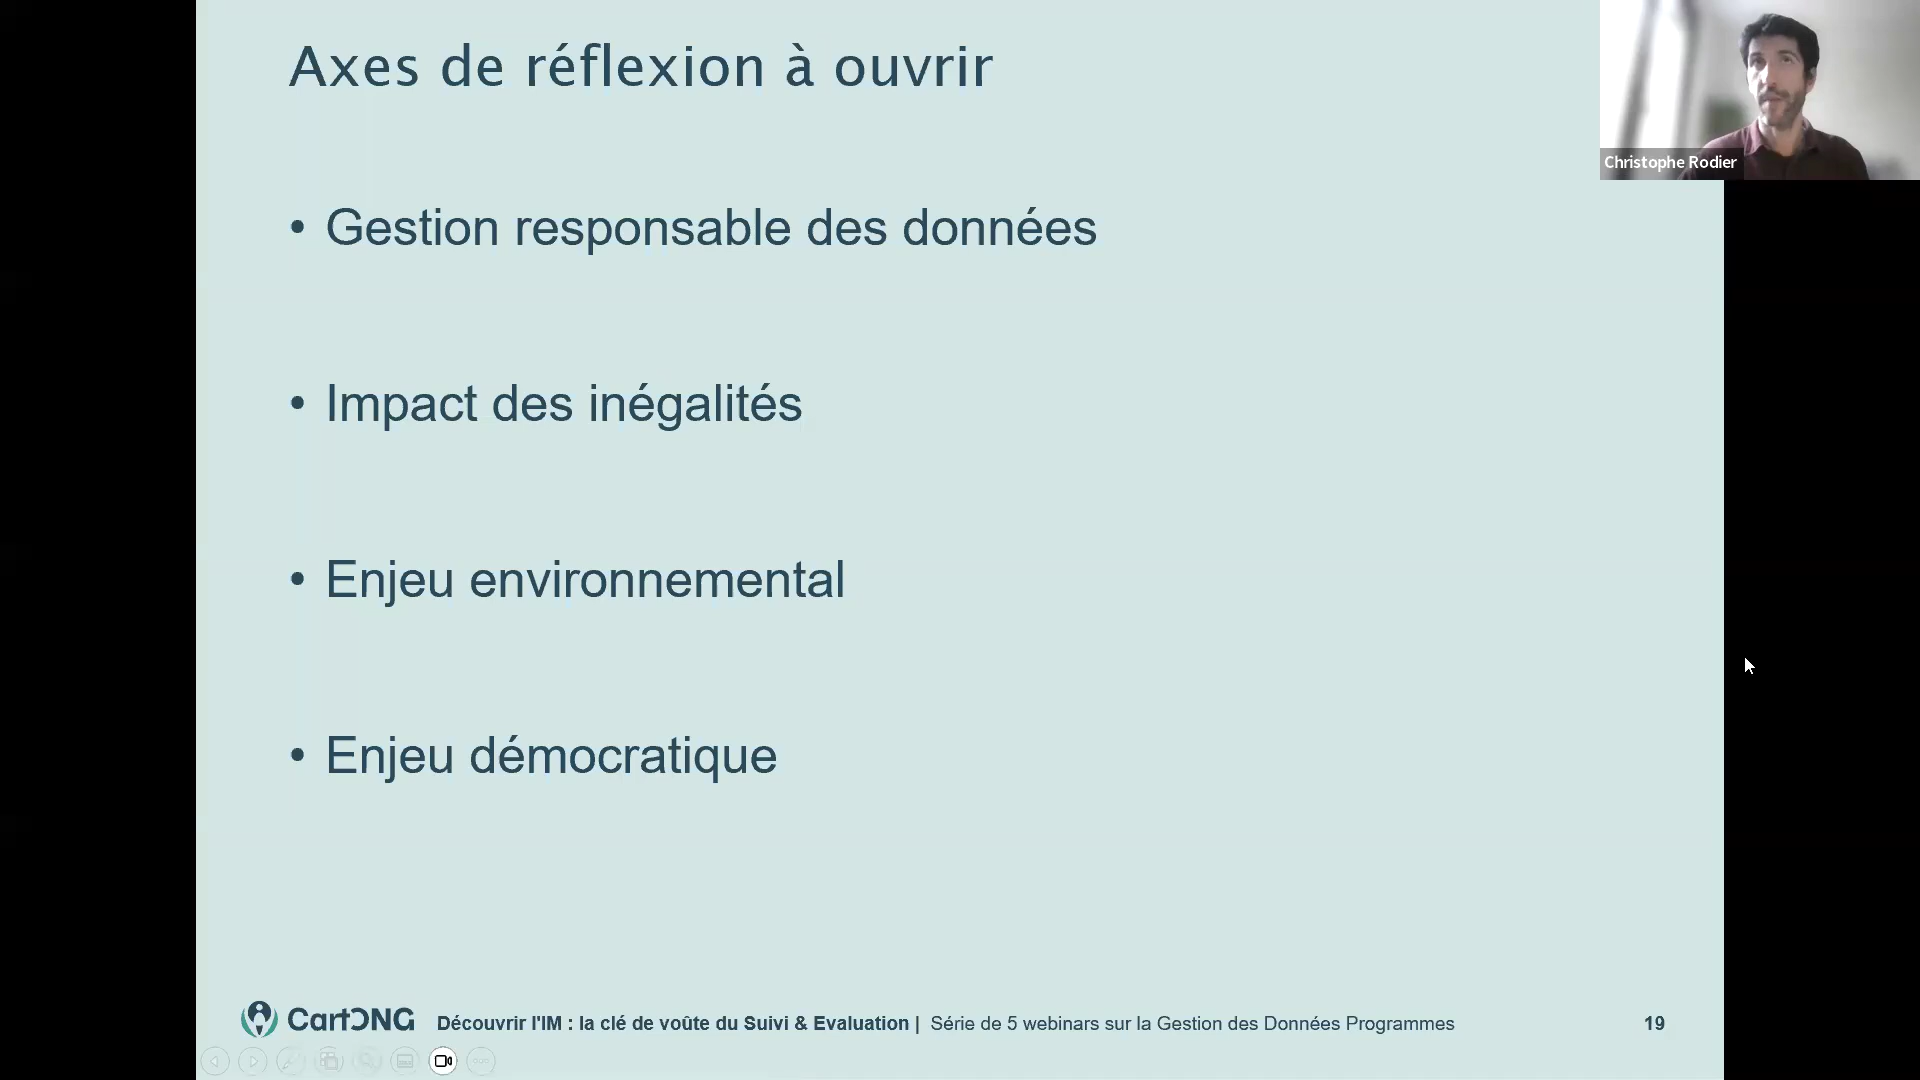 Axes de réflexion à ouvrir
Christophe Rodier
• Gestion responsable des données
• Impact des inégalités
• Enjeu environnemental
• Enjeu démocratique
CartONG Découvrir l'IM : la clé de voûte du Suivi & Evaluation | Série de 5 webinars sur la Gestion des Données Programmes 19